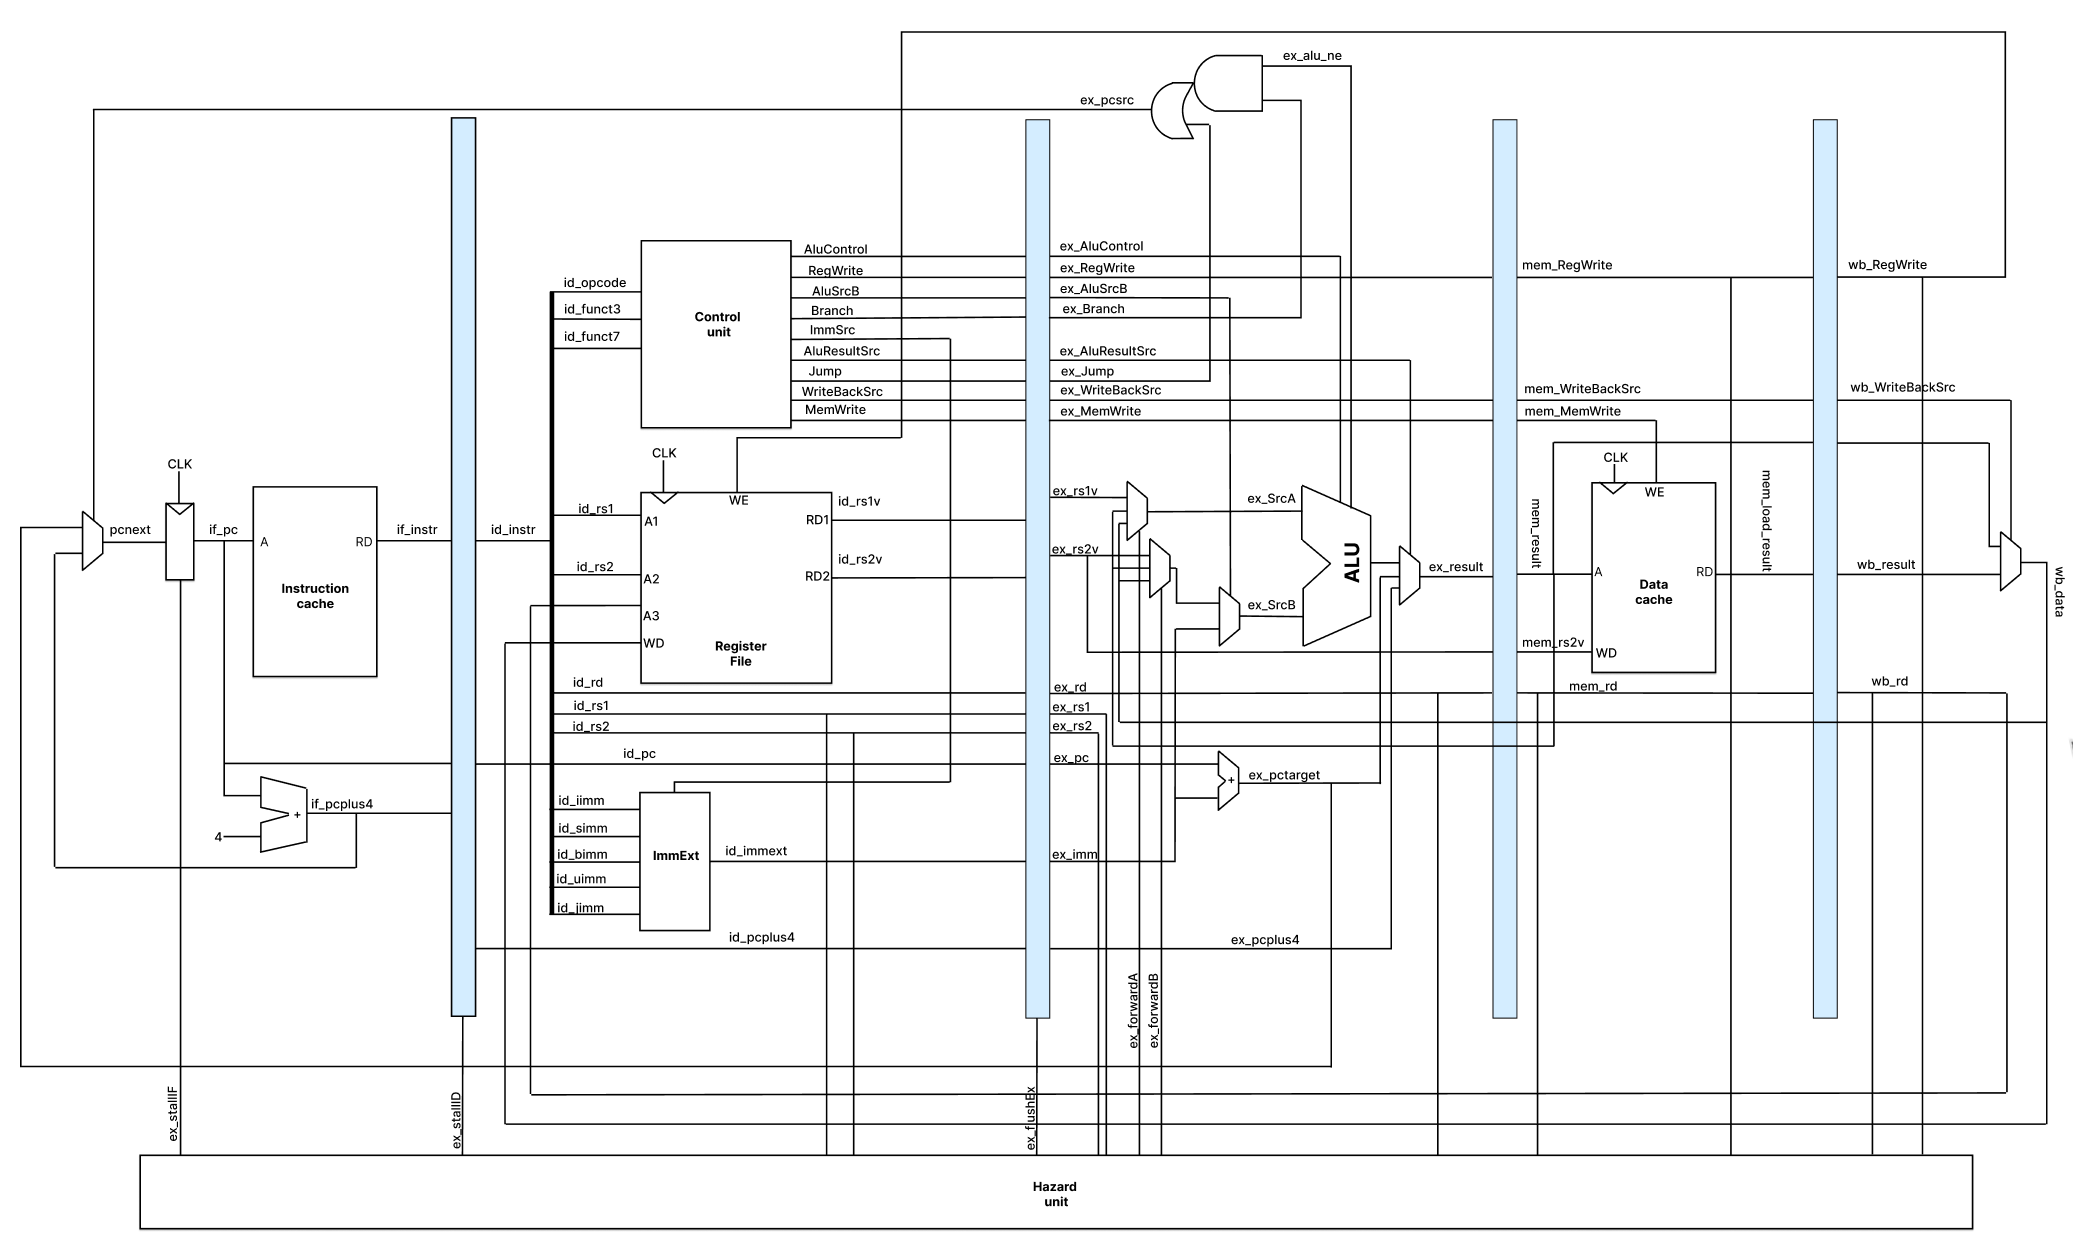 ex_alu_ne
ex_pcsrc
AluControl
ex_AluControl
RegWrite
ex_RegWrite
mem_RegWrite
wb_RegWrite
id_opcode
AluSrcB
ex_AluSrcB
id_funct3
Control
unit
Branch
ex_Branch
id_funct7
ImmSrc
AluResultSrc
ex_AluResultSrc
Jump
ex_Jump
WriteBackSrc
ex_WriteBackSrc
mem_WriteBackSrc
wb_WriteBackSrc
MemWrite
ex_MemWrite
mem_MemWrite
CLK
CLK
CLK
WE
id_rs1v
ex_rs1v
ex_SrcA
WE
id_rs1
A1
RD1
mem_result
mem_load_result
pcnext
if_pc
A
RD
if_instr
id_instr
id_rs2v
ex_rs2v
ALU
Instruction
cache
id_rs2
A2
RD2
ex_result
A
Data
cache
RD
wb_result
wb_data
A3
ex_SrcB
WD
Register
File
mem_rs2v
WD
id_rd
ex_rd
mem_rd
wb_rd
id_rs1
ex_rs1
id_rs2
ex_rs2
id_pc
ex_pc
+
ex_pctarget
if_pcplus4
+
4
id_iimm
id_simm
id_bimm
ImmExt
id_immext
ex_imm
id_uimm
id_jimm
id_pcplus4
ex_pcplus4
ex_forwardA
ex_forwardB
ex_stallIF
ex_stallID
ex_flushEx
Hazard
unit